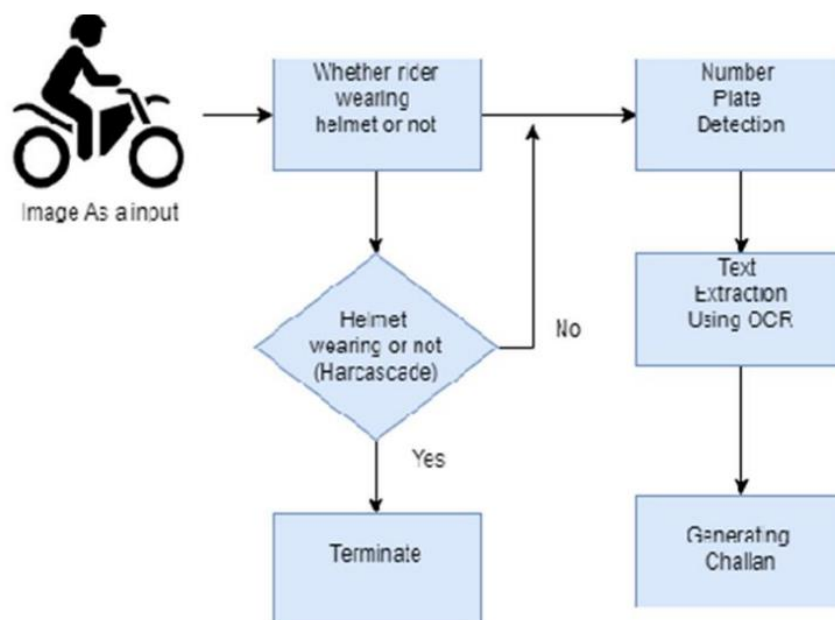 Image As a input
Whether rider
wearing
helmet or not
Number
Plate
Detection
Helmet
wearing or not
(Harcascade)
No
Yes
Text
Extraction
Using OCR
Terminate
Generating
Challan